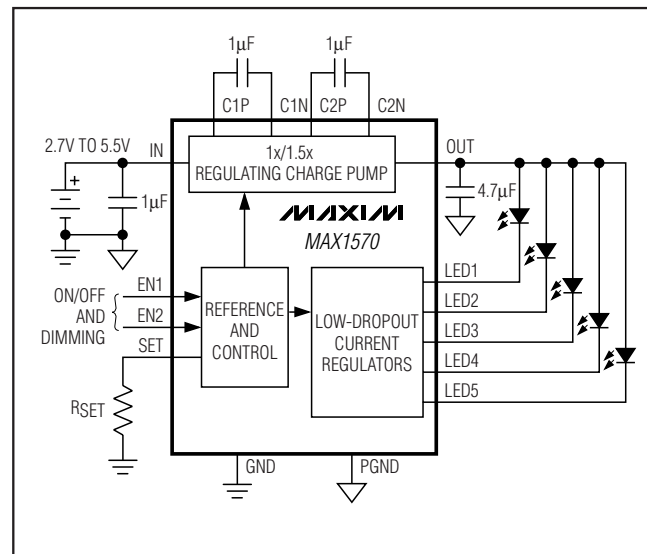 1μF
1μF
C1P
C1N
C2P
C2N
2.7V TO 5.5V
IN
1x/1.5x
REGULATING CHARGE PUMP
OUT
+
1μF
4.7μF
MAXIM
MAX1570
ON/OFF
AND
DIMMING
EN1
EN2
SET
REFERENCE
AND
CONTROL
LOW-DROPOUT
CURRENT
REGULATORS
LED1
LED2
LED3
LED4
LED5
RSET
GND
PGND